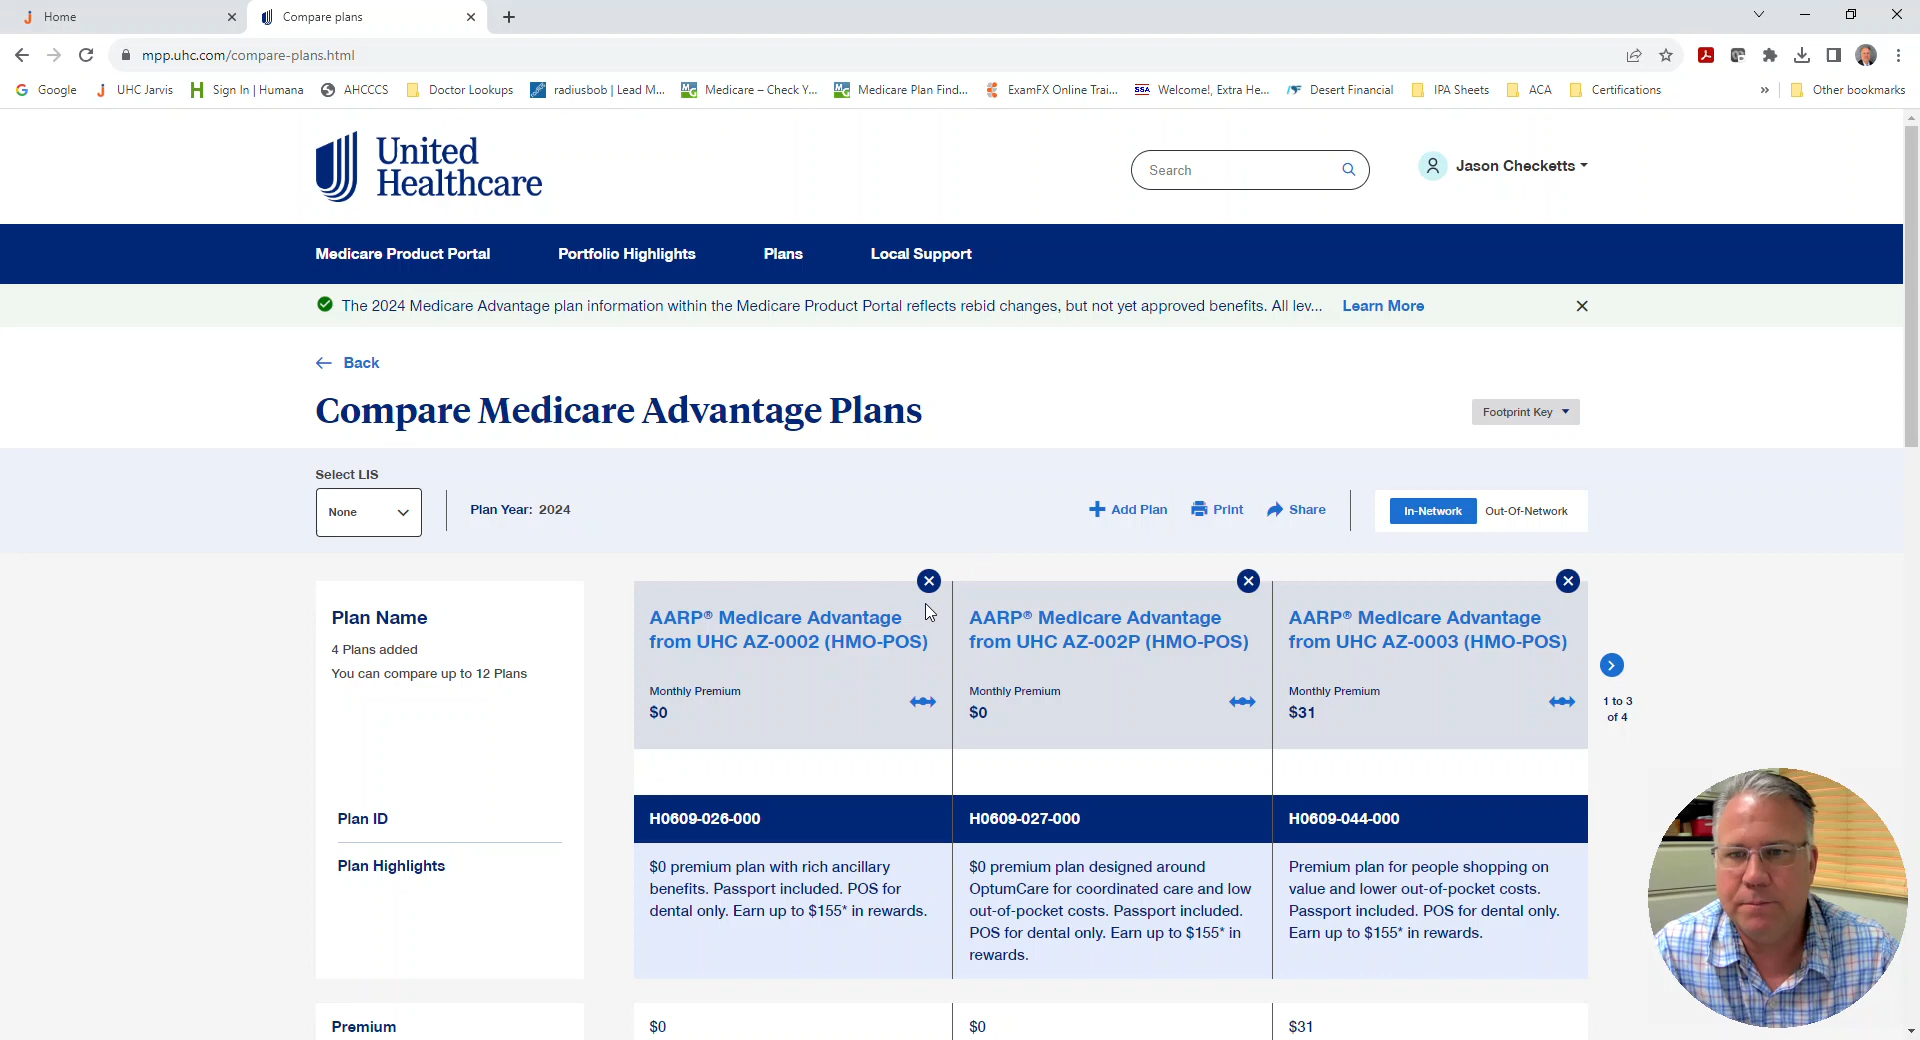 Home
Compare plans
mpp.uhc.com/compare-plans.html
Google
UHC Jarvis
Sign In | Humana
AHCCCS
Doctor Lookups
radiusbob | Lead M...
Medicare – Check Y...
Medicare Plan Find...
ExamFX Online Trai...
SSA
Welcome!, Extra He...
Desert Financial
IPA Sheets
ACA
Certifications
»
Other bookmarks
United
Healthcare
Search
Jason Checketts
Medicare Product Portal
Portfolio Highlights
Plans
Local Support
The 2024 Medicare Advantage plan information within the Medicare Product Portal reflects rebid changes, but not yet approved benefits. All lev... Learn More
Back
Compare Medicare Advantage Plans
Footprint Key
Select LIS
None
Plan Year: 2024
Add Plan
Print
Share
In-Network
Out-Of-Network
Plan Name
4 Plans added
You can compare up to 12 Plans
AARP® Medicare Advantage
from UHC AZ-0002 (HMO-POS)
Monthly Premium
$0
AARP® Medicare Advantage
from UHC AZ-002P (HMO-POS)
Monthly Premium
$0
AARP® Medicare Advantage
from UHC AZ-0003 (HMO-POS)
Monthly Premium
$31
1 to 3
of 4
Plan ID
H0609-026-000
H0609-027-000
H0609-044-000
Plan Highlights
$0 premium plan with rich ancillary
benefits. Passport included. POS for
dental only. Earn up to $155* in rewards.
$0 premium plan designed around
OptumCare for coordinated care and low
out-of-pocket costs. Passport included.
POS for dental only. Earn up to $155* in
rewards.
Premium plan for people shopping on
value and lower out-of-pocket costs.
Passport included. POS for dental only.
Earn up to $155* in rewards.
Premium
$0
$0
$31